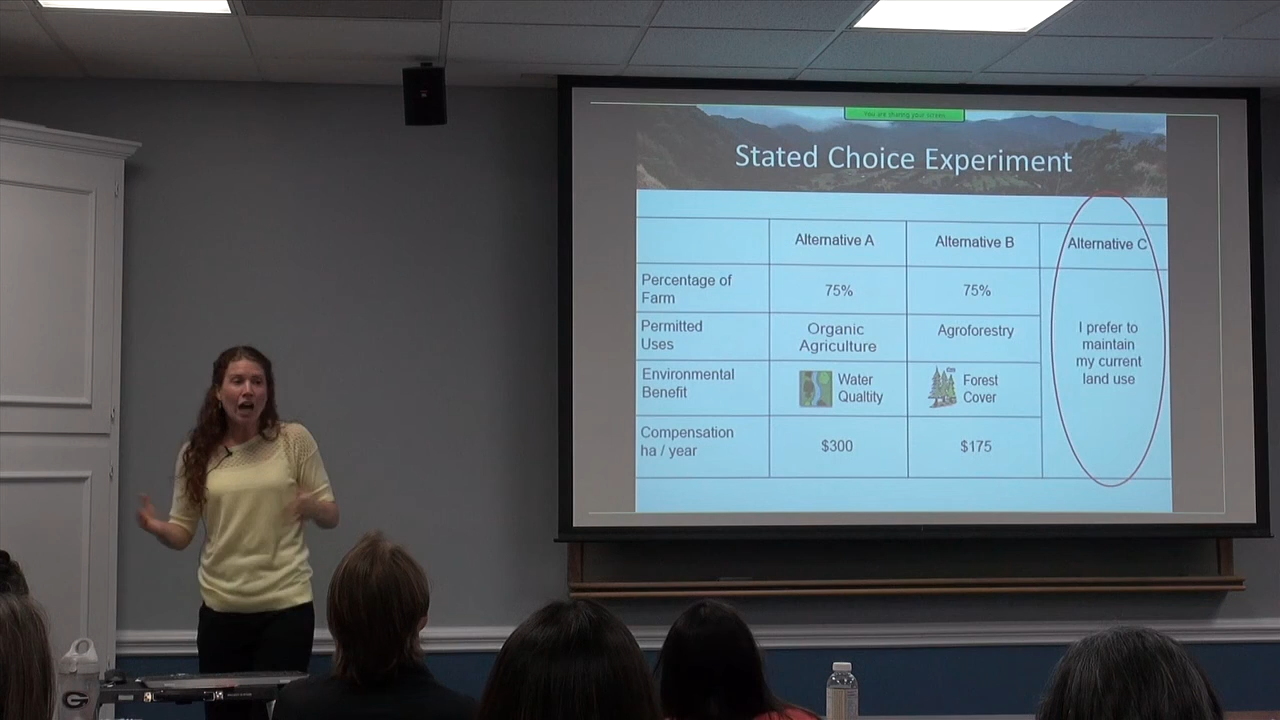 You are sharing your screen
Stated Choice Experiment
Alternative A
Alternative B
Alternative C
Percentage of
Farm
75%
75%
Permitted
Uses
Organic
Agriculture
Agroforestry
I prefer to
maintain
my current
land use
Environmental
Benefit
Water
Qualtity
Forest
Cover
Compensation
ha / year
$300
$175
G